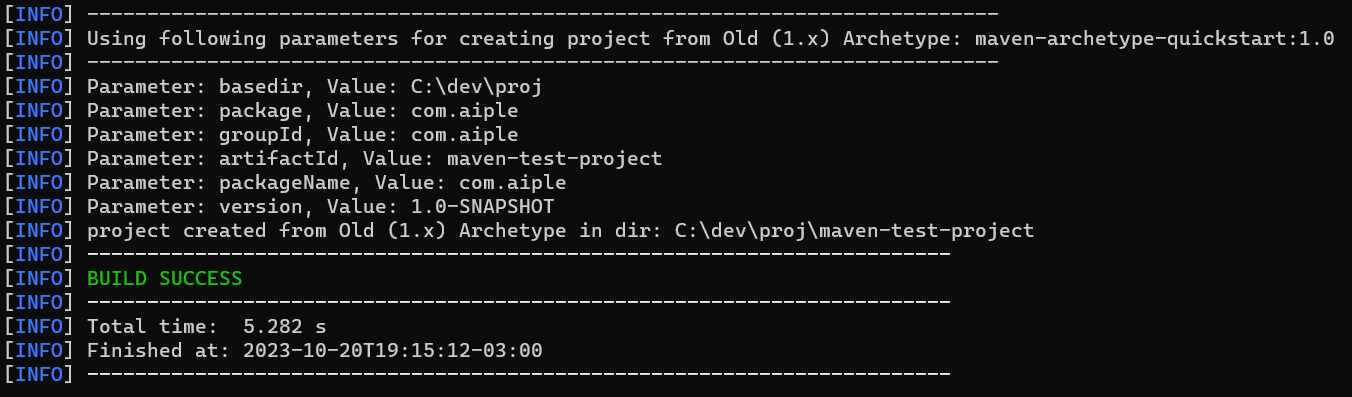 [INFO] ----------------------------------------------------------------------------
[INFO] Using following parameters for creating project from Old (1.x) Archetype: maven-archetype-quickstart:1.0
[INFO] ----------------------------------------------------------------------------
[INFO] Parameter: basedir, Value: C:\dev\proj
[INFO] Parameter: package, Value: com.aiple
[INFO] Parameter: groupId, Value: com.aiple
[INFO] Parameter: artifactId, Value: maven-test-project
[INFO] Parameter: packageName, Value: com.aiple
[INFO] Parameter: version, Value: 1.0-SNAPSHOT
[INFO] project created from Old (1.x) Archetype in dir: C:\dev\proj\maven-test-project
[INFO] ------------------------------------------------------------------------
[INFO] BUILD SUCCESS
[INFO] ------------------------------------------------------------------------
[INFO] Total time:  5.282 s
[INFO] Finished at: 2023-10-20T19:15:12-03:00
[INFO] ------------------------------------------------------------------------